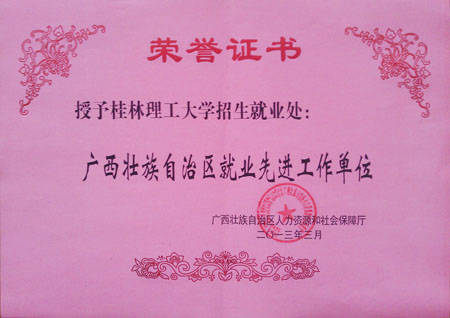 荣誉证书
授予桂林理工大学招生就业处：
广西壮族自治区就业先进工作单位
广西壮族自治区人力资源和社会保障厅
二〇一三年三月